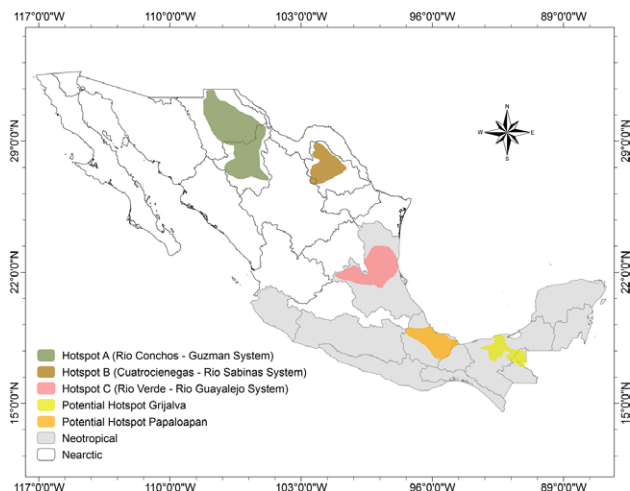 117°0'0"W 110°0'0"W 103°0'0"W 96°0'0"W 89°0'0"W
N
W E
S
29°0'0"N 29°0'0"N
22°0'0"N 22°0'0"N
15°0'0"N 15°0'0"N
Hotspot A (Rio Conchos - Guzman System)
Hotspot B (Cuatrocienegas - Rio Sabinas System)
Hotspot C (Rio Verde - Rio Guayalejo System)
Potential Hotspot Grijalva
Potential Hotspot Papaloapan
Neotropical
Nearctic
117°0'0"W 110°0'0"W 103°0'0"W 96°0'0"W 89°0'0"W